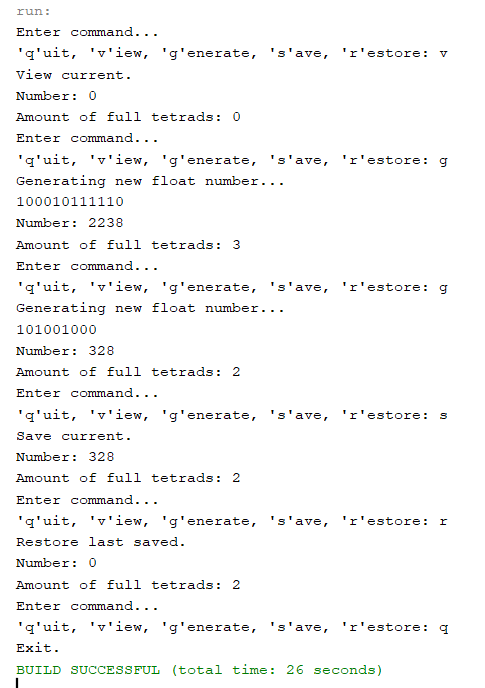 run:
Enter command...
'q'uit, 'v'iew, 'g'enerate, 's'ave, 'r'estore: v
View current.
Number: 0
Amount of full tetrads: 0
Enter command...
'q'uit, 'v'iew, 'g'enerate, 's'ave, 'r'estore: g
Generating new float number...
100010111110
Number: 2238
Amount of full tetrads: 3
Enter command...
'q'uit, 'v'iew, 'g'enerate, 's'ave, 'r'estore: g
Generating new float number...
101001000
Number: 328
Amount of full tetrads: 2
Enter command...
'q'uit, 'v'iew, 'g'enerate, 's'ave, 'r'estore: s
Save current.
Number: 328
Amount of full tetrads: 2
Enter command...
'q'uit, 'v'iew, 'g'enerate, 's'ave, 'r'estore: r
Restore last saved.
Number: 0
Amount of full tetrads: 2
Enter command...
'q'uit, 'v'iew, 'g'enerate, 's'ave, 'r'estore: q
Exit.
BUILD SUCCESSFUL (total time: 26 seconds)